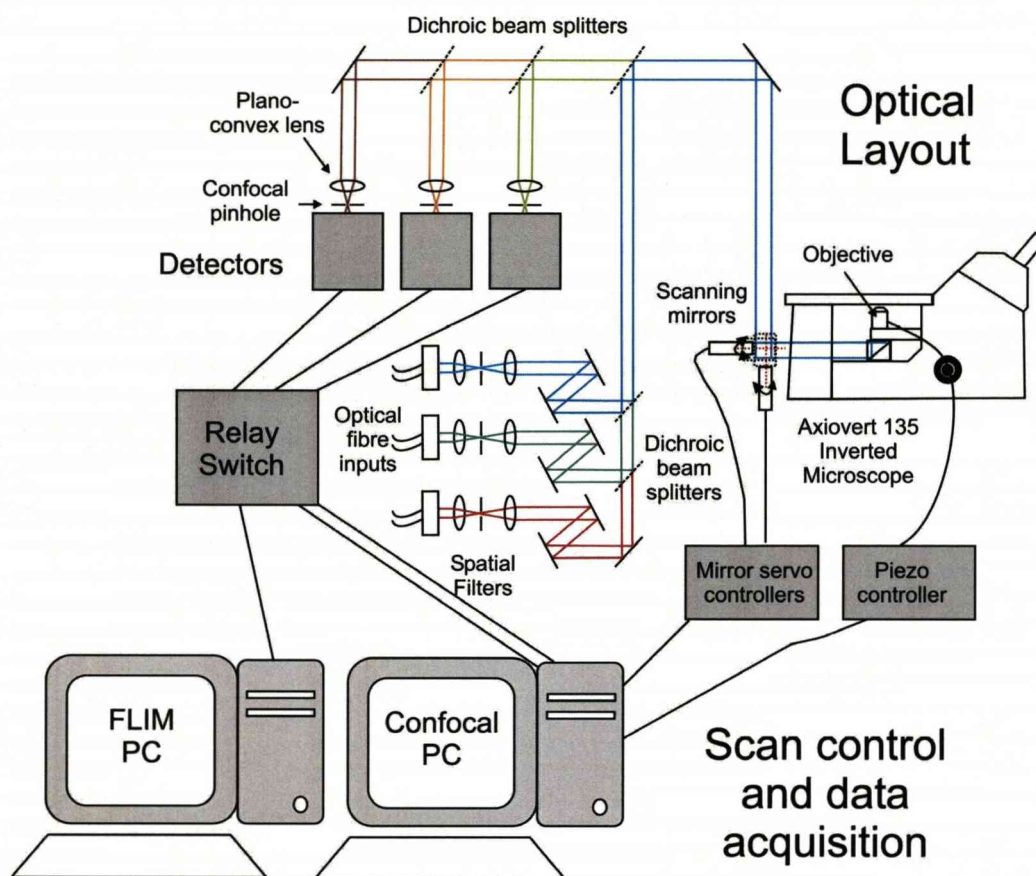 Dichroic beam splitters
Optical
Layout
Plano-
convex lens
Confocal
pinhole
Detectors
Objective
Scanning
mirrors
Relay
Switch
Optical
fibre
inputs
Dichroic
beam
splitters
Axiovert 135
Inverted
Microscope
Spatial
Filters
Mirror servo
controllers
Piezo
controller
FLIM
PC
Confocal
PC
Scan control
and data
acquisition